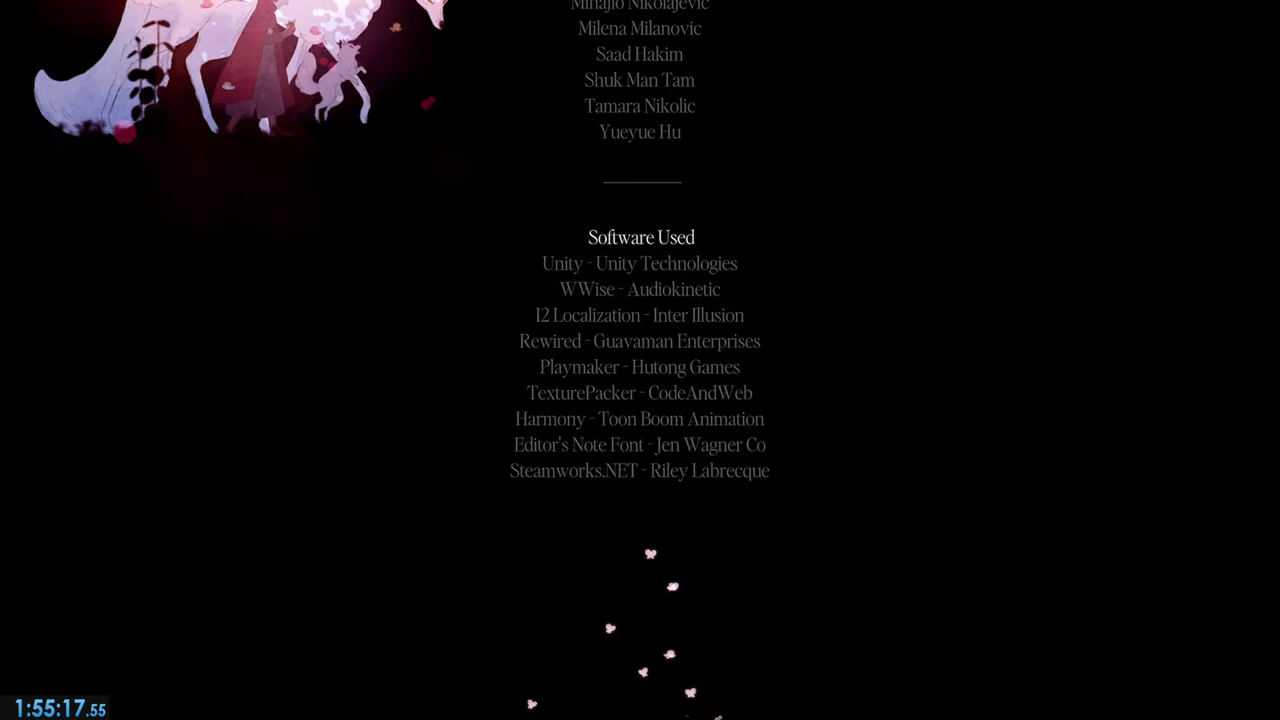 Mihajlo Nikolajevic
Milena Milanovic
Saad Hakim
Shuk Man Tam
Tamara Nikolic
Yueyue Hu
Software Used
Unity - Unity Technologies
WWise - Audiokinetic
I2 Localization - Inter Illusion
Rewired - Guavaman Enterprises
Playmaker - Hutong Games
TexturePacker - CodeAndWeb
Harmony - Toon Boom Animation
Editor's Note Font - Jen Wagner Co
Steamworks.NET - Riley Labrecque
1:55:17.55